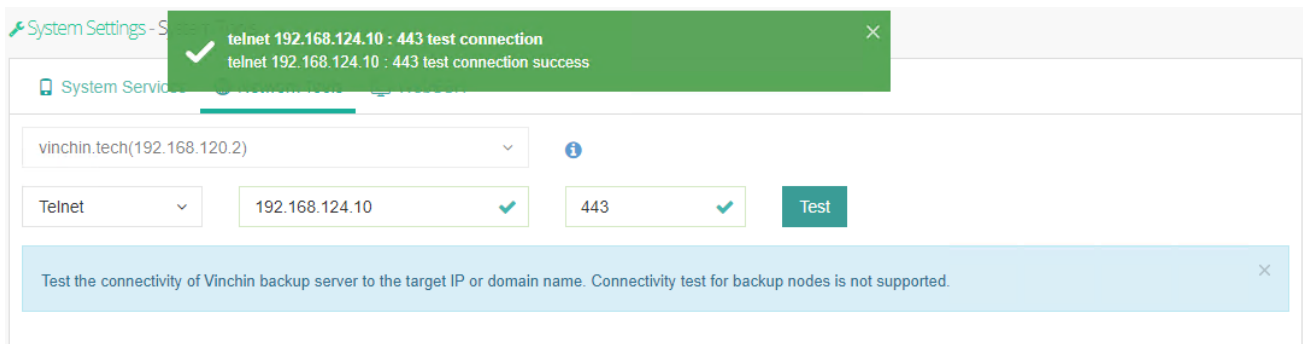 System Settings - S
telnet 192.168.124.10 : 443 test connection
telnet 192.168.124.10 : 443 test connection success
System Services
vinchin.tech(192.168.120.2)
Telnet
192.168.124.10
443
Test
Test the connectivity of Vinchin backup server to the target IP or domain name. Connectivity test for backup nodes is not supported.